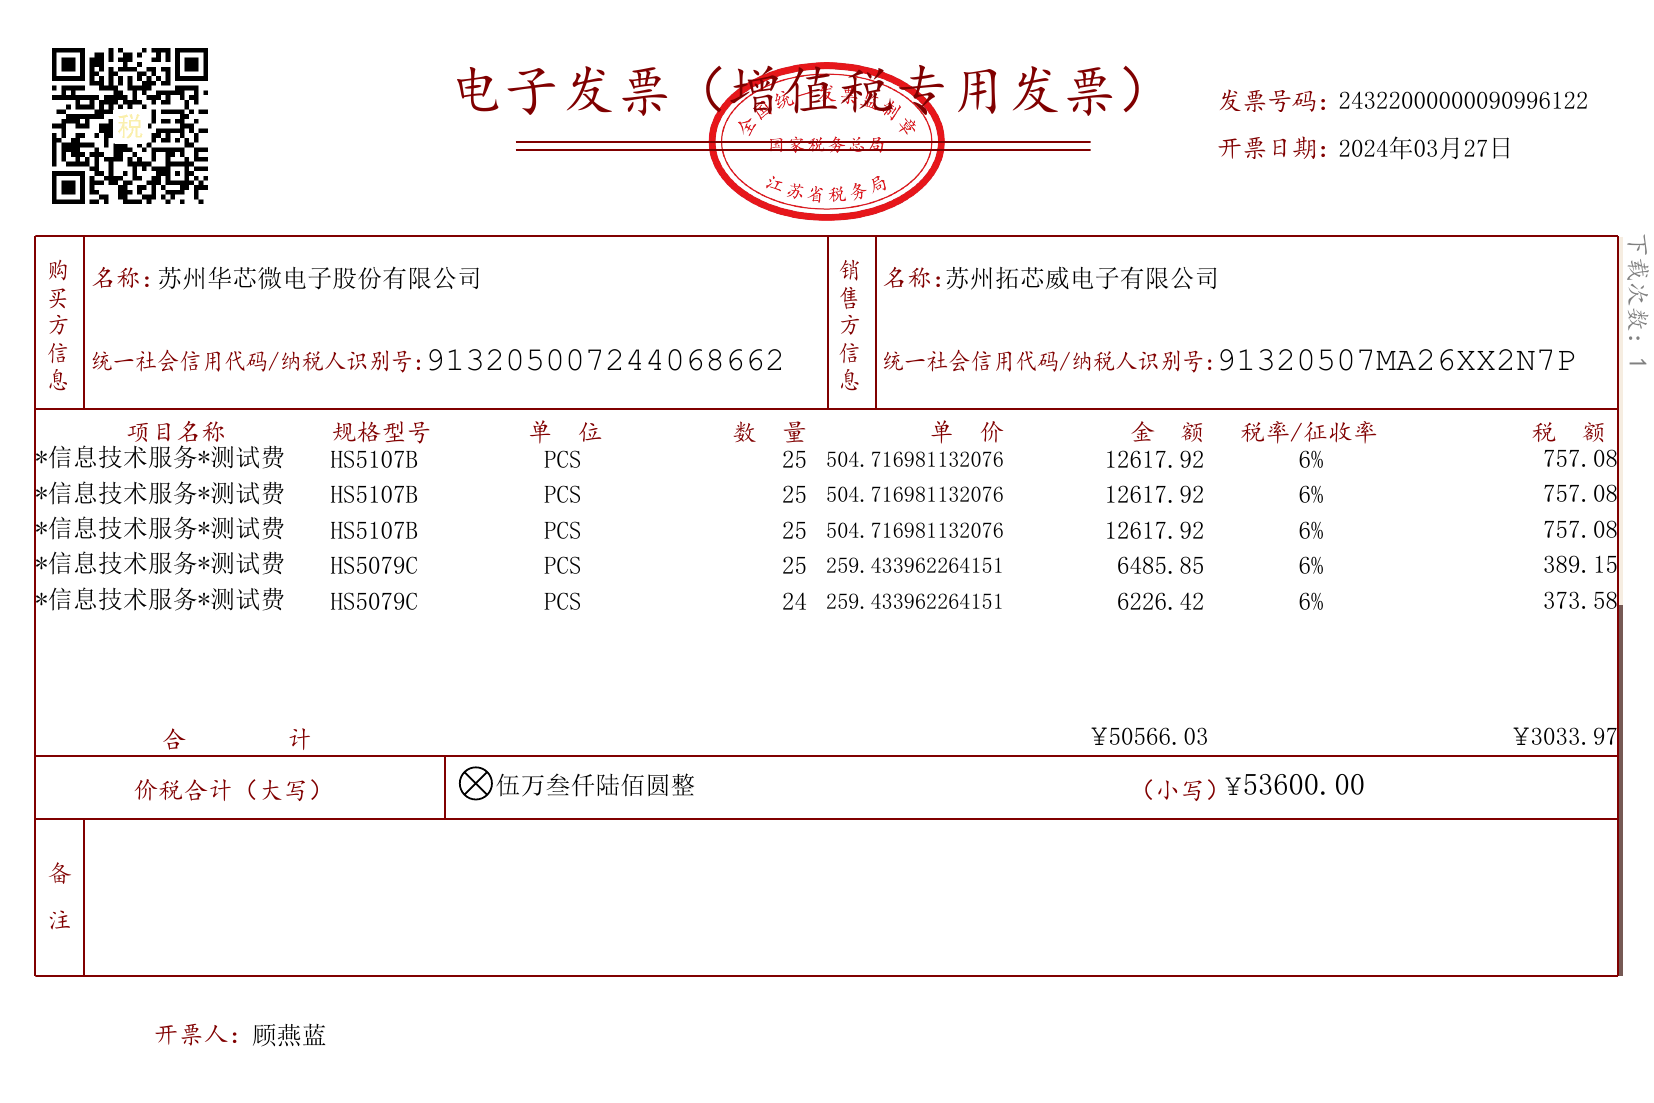 电子发票（增值税专用发票）
全国统一发票监制章
国家税务总局
江苏省税务局
税
发票号码：24322000000090996122
开票日期：2024年03月27日
下载次数：1
购买方信息
名称：苏州华芯微电子股份有限公司
统一社会信用代码/纳税人识别号：913205007244068662
销售方信息
名称：苏州拓芯威电子有限公司
统一社会信用代码/纳税人识别号：91320507MA26XX2N7P
项目名称 规格型号 单 位 数 量 单 价 金 额 税率/征收率 税 额
*信息技术服务*测试费 HS5107B PCS 25 504.716981132076 12617.92 6% 757.08
*信息技术服务*测试费 HS5107B PCS 25 504.716981132076 12617.92 6% 757.08
*信息技术服务*测试费 HS5107B PCS 25 504.716981132076 12617.92 6% 757.08
*信息技术服务*测试费 HS5079C PCS 25 259.433962264151 6485.85 6% 389.15
*信息技术服务*测试费 HS5079C PCS 24 259.433962264151 6226.42 6% 373.58
合 计 ¥50566.03 ¥3033.97
价税合计（大写） 伍万叁仟陆佰圆整 （小写）¥53600.00
备注
开票人：顾燕蓝